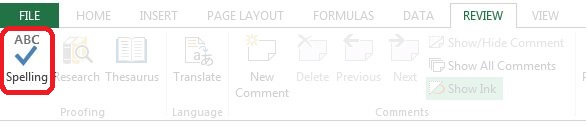 FILE HOME INSERT PAGE LAYOUT FORMULAS DATA REVIEW VIEW
ABC
Spelling Research Thesaurus
Proofing
Translate
Language
New Comment
Delete Previous Next
Show/Hide Comment
Show All Comments
Show Ink
Comments
P